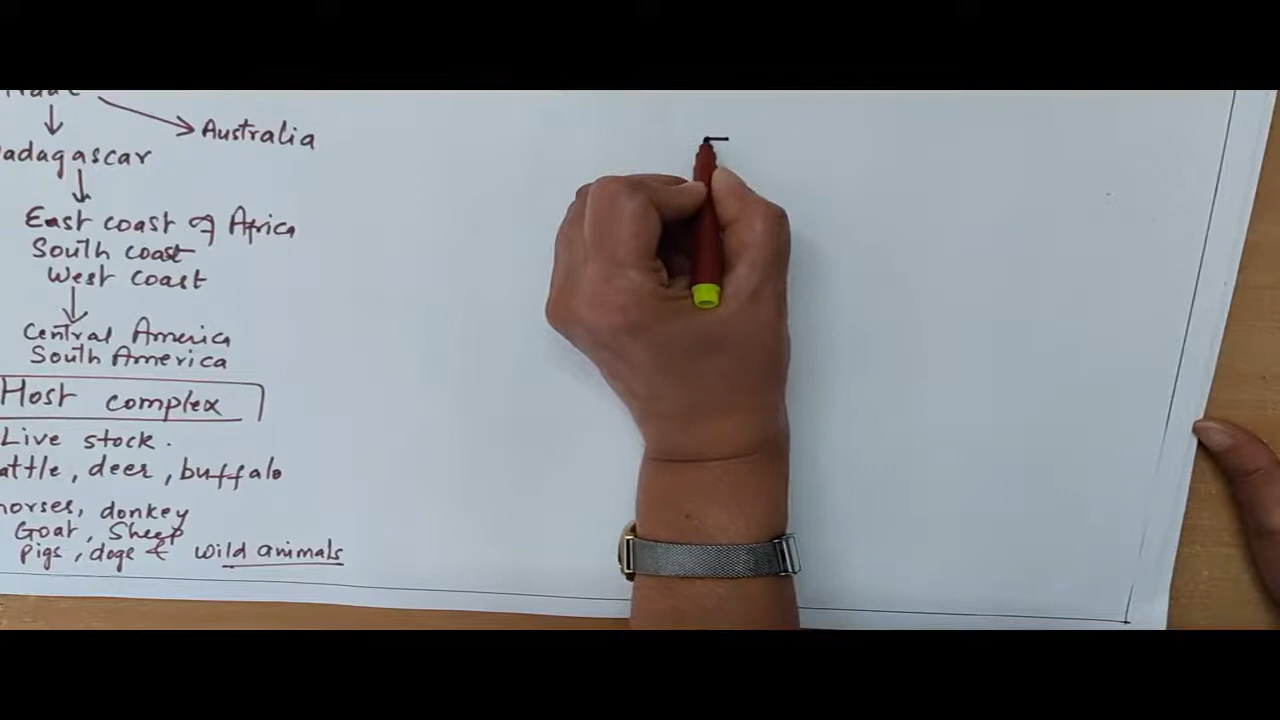 Australia
adagascar
East coast of Africa
South coast
West coast
Central America
South America
Host complex
Live stock.
attle, deer, buffalo
horses, donkey
Goat, Sheep
pigs, dogs & wild animals